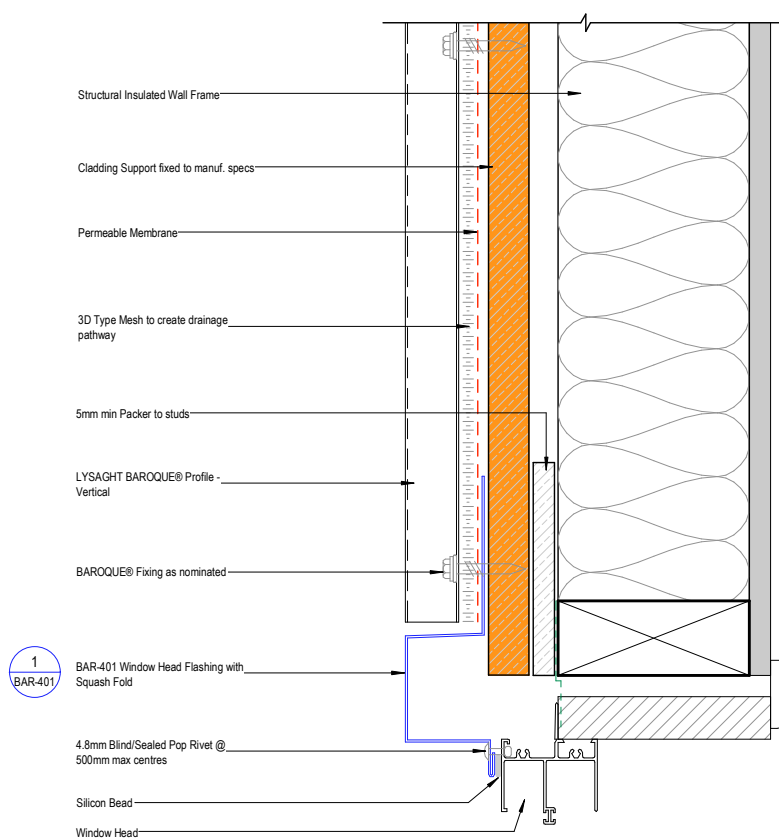 Structural Insulated Wall Frame
Cladding Support fixed to manuf. specs
Permeable Membrane
3D Type Mesh to create drainage
pathway
5mm min Packer to studs
LYSAGHT BAROQUE® Profile -
Vertical
BAROQUE® Fixing as nominated
1
BAR-401
BAR-401 Window Head Flashing with
Squash Fold
4.8mm Blind/Sealed Pop Rivet @
500mm max centres
Silicon Bead
Window Head